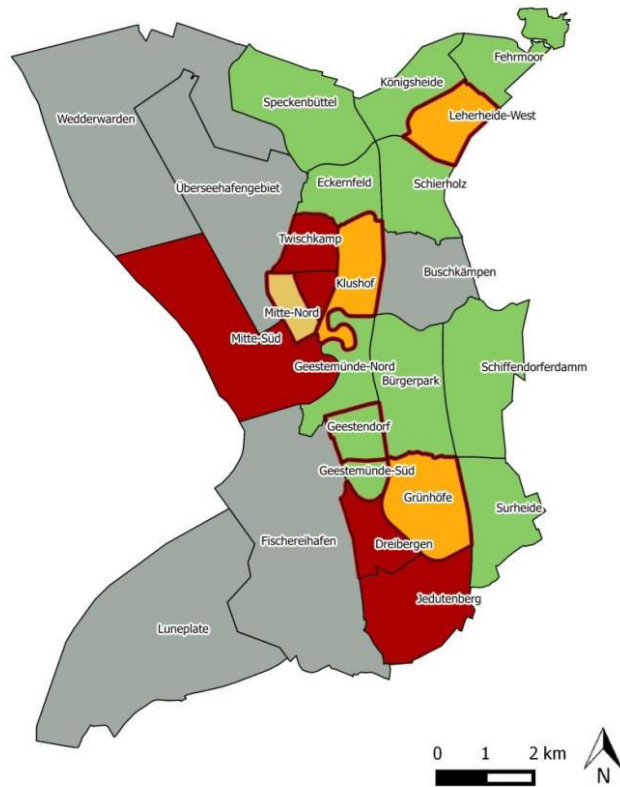 Fehrmoor
Königsheide
Speckenbüttel
Leherheide-West
Wedderwarden
Eckernfeld
Schierholz
Überseehafengebiet
Twischkamp
Buschkämpen
Klushof
Mitte-Nord
Mitte-Süd
Geestemünde-Nord
Schiffendorferdamm
Bürgerpark
Geestendorf
Geestemünde-Süd
Grünhöfe
Surheide
Fischereihafen
Dreibergen
Jedutenberg
Luneplate
0 1 2 km
N